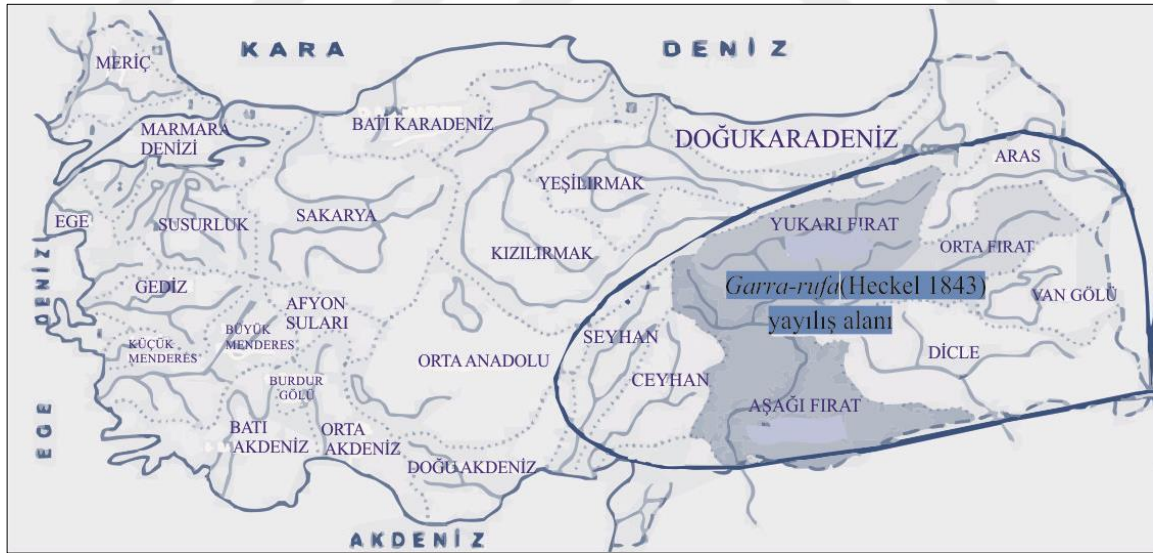 KARA DENİZ
MERİÇ
MARMARA
DENİZİ
BATI KARADENİZ
DOĞUKARADENİZ
ARAS
YEŞİLIRMAK
EGE
SUSURLUK
SAKARYA
KIZILIRMAK
YUKARI FIRAT
ORTA FIRAT
Garra-rufa(Heckel 1843)
yayılış alanı
VAN GÖLÜ
GEDİZ
AFYON
SULARI
BÜYÜK
MENDERES
KÜÇÜK
MENDERES
SEYHAN
ORTA ANADOLU
CEYHAN
DİCLE
BURDUR
GÖLÜ
AŞAĞI FIRAT
BATI
AKDENİZ
ORTA
AKDENİZ
DOĞU AKDENİZ
EGE DENİZİ
AKDENİZ